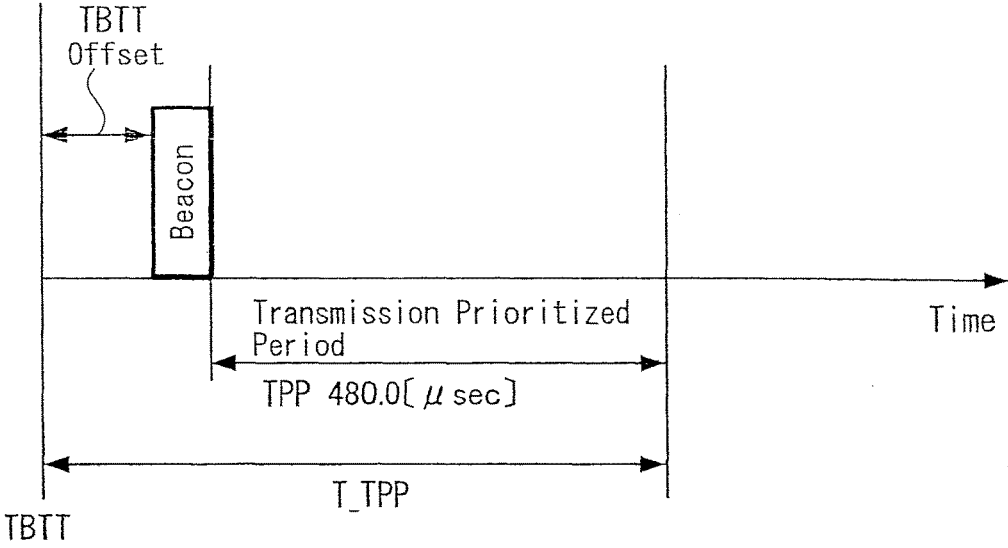 TBTT
Offset
Beacon
Transmission Prioritized
Period
Time
TPP 480.0[μsec]
T_TPP
TBTT